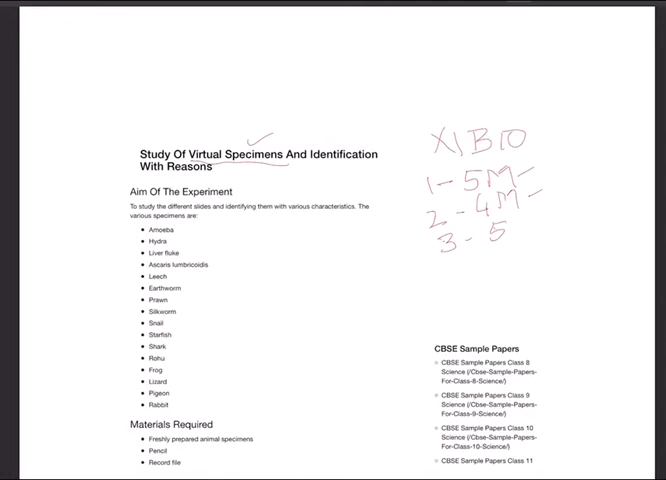 Study Of Virtual Specimens And Identification
With Reasons
Aim Of The Experiment
To study the different slides and identifying them with various characteristics. The
various specimens are:
Amoeba
Hydra
Liver fluke
Ascaris lumbricoidis
Leech
Earthworm
Prawn
Silkworm
Snail
Starfish
Shark
Rohu
Frog
Lizard
Pigeon
Rabbit
Materials Required
Freshly prepared animal specimens
Pencil
Record file
XI BIO
1 - 5M -
2 - 4M -
3 - 5
CBSE Sample Papers
CBSE Sample Papers Class 8
Science (/Cbse-Sample-Papers-
For-Class-8-Science/)
CBSE Sample Papers Class 9
Science (/Cbse-Sample-Papers-
For-Class-9-Science/)
CBSE Sample Papers Class 10
Science (/Cbse-Sample-Papers-
For-Class-10-Science/)
CBSE Sample Papers Class 11